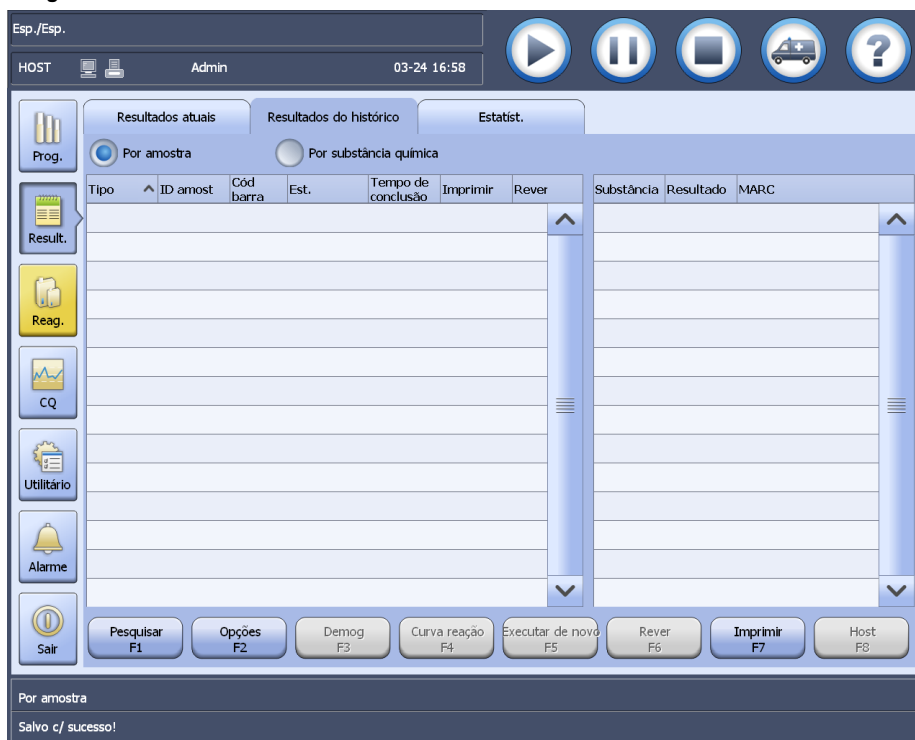 Esp./Esp.
HOST Admin 03-24 16:58
?
Resultados atuais Resultados do histórico Estatíst.
Por amostra Por substância química
Tipo ID amost Cód barra Est. Tempo de conclusão Imprimir Rever Substância Resultado MARC
Prog.
Result.
Reag.
CQ
Utilitário
Alarme
Sair
Pesquisar F1
Opções F2
Demog F3
Curva reação F4
Executar de novo F5
Rever F6
Imprimir F7
Host F8
Por amostra
Salvo c/ sucesso!